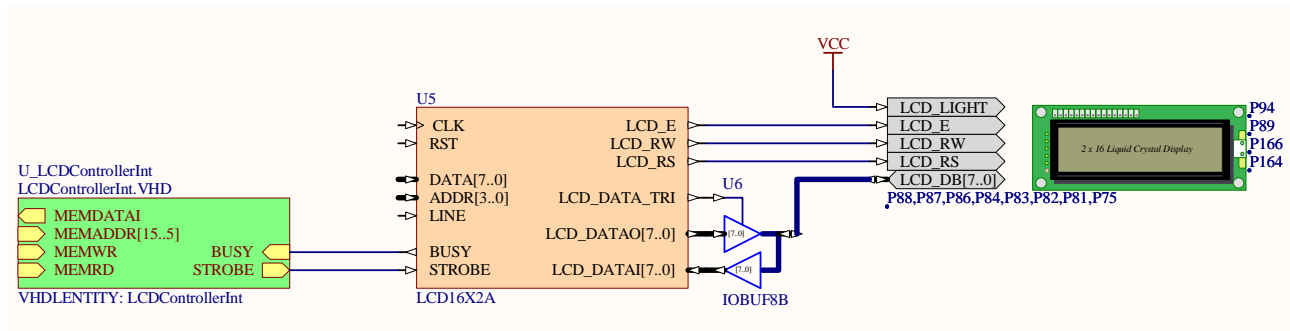 VCC
U5
LCD_LIGHT
P94
CLK
LCD_E
LCD_E
P89
RST
LCD_RW
LCD_RW
P166
LCD_RS
LCD_RS
P164
2 x 16 Liquid Crystal Display
U_LCDControllerInt
LCDControllerInt.VHD
DATA[7..0]
LCD_DB[7..0]
U6
ADDR[3..0]
LCD_DATA_TRI
P88,P87,P86,P84,P83,P82,P81,P75
MEMDATAI
LINE
MEMADDR[15..5]
LCD_DATAO[7..0]
[7..0]
MEMWR
BUSY
BUSY
MEMRD
STROBE
STROBE
LCD_DATAI[7..0]
[7..0]
VHDLENTITY: LCDControllerInt
LCD16X2A
IOBUF8B